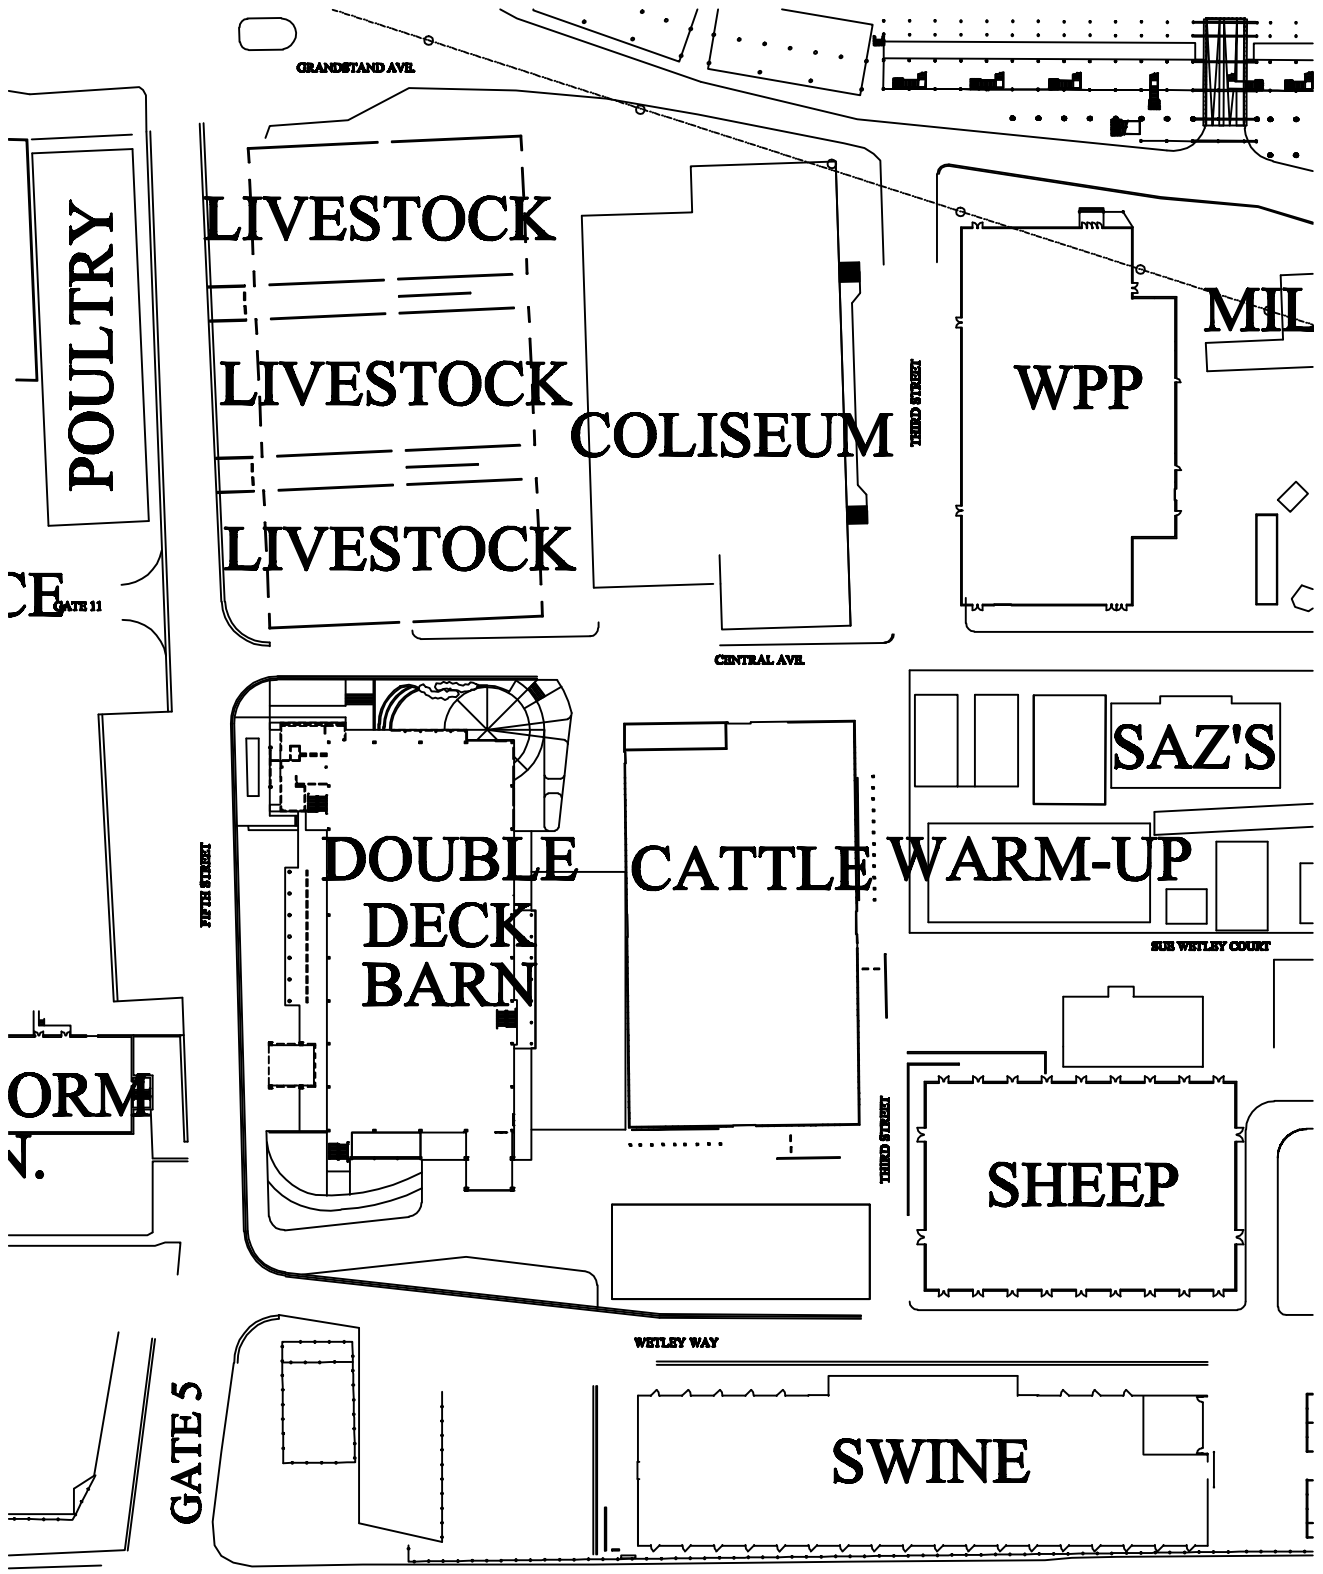 GRANDSTAND AVE.
LIVESTOCK
POULTRY
MIL
LIVESTOCK
WPP
THIRD STREET
COLISEUM
LIVESTOCK
CE
GATE 11
CENTRAL AVE.
SAZ'S
DOUBLE
DECK
BARN
CATTLE
WARM-UP
FIFTH STREET
SUE WETLEY COURT
ORM
N.
THIRD STREET
SHEEP
WETLEY WAY
GATE 5
SWINE